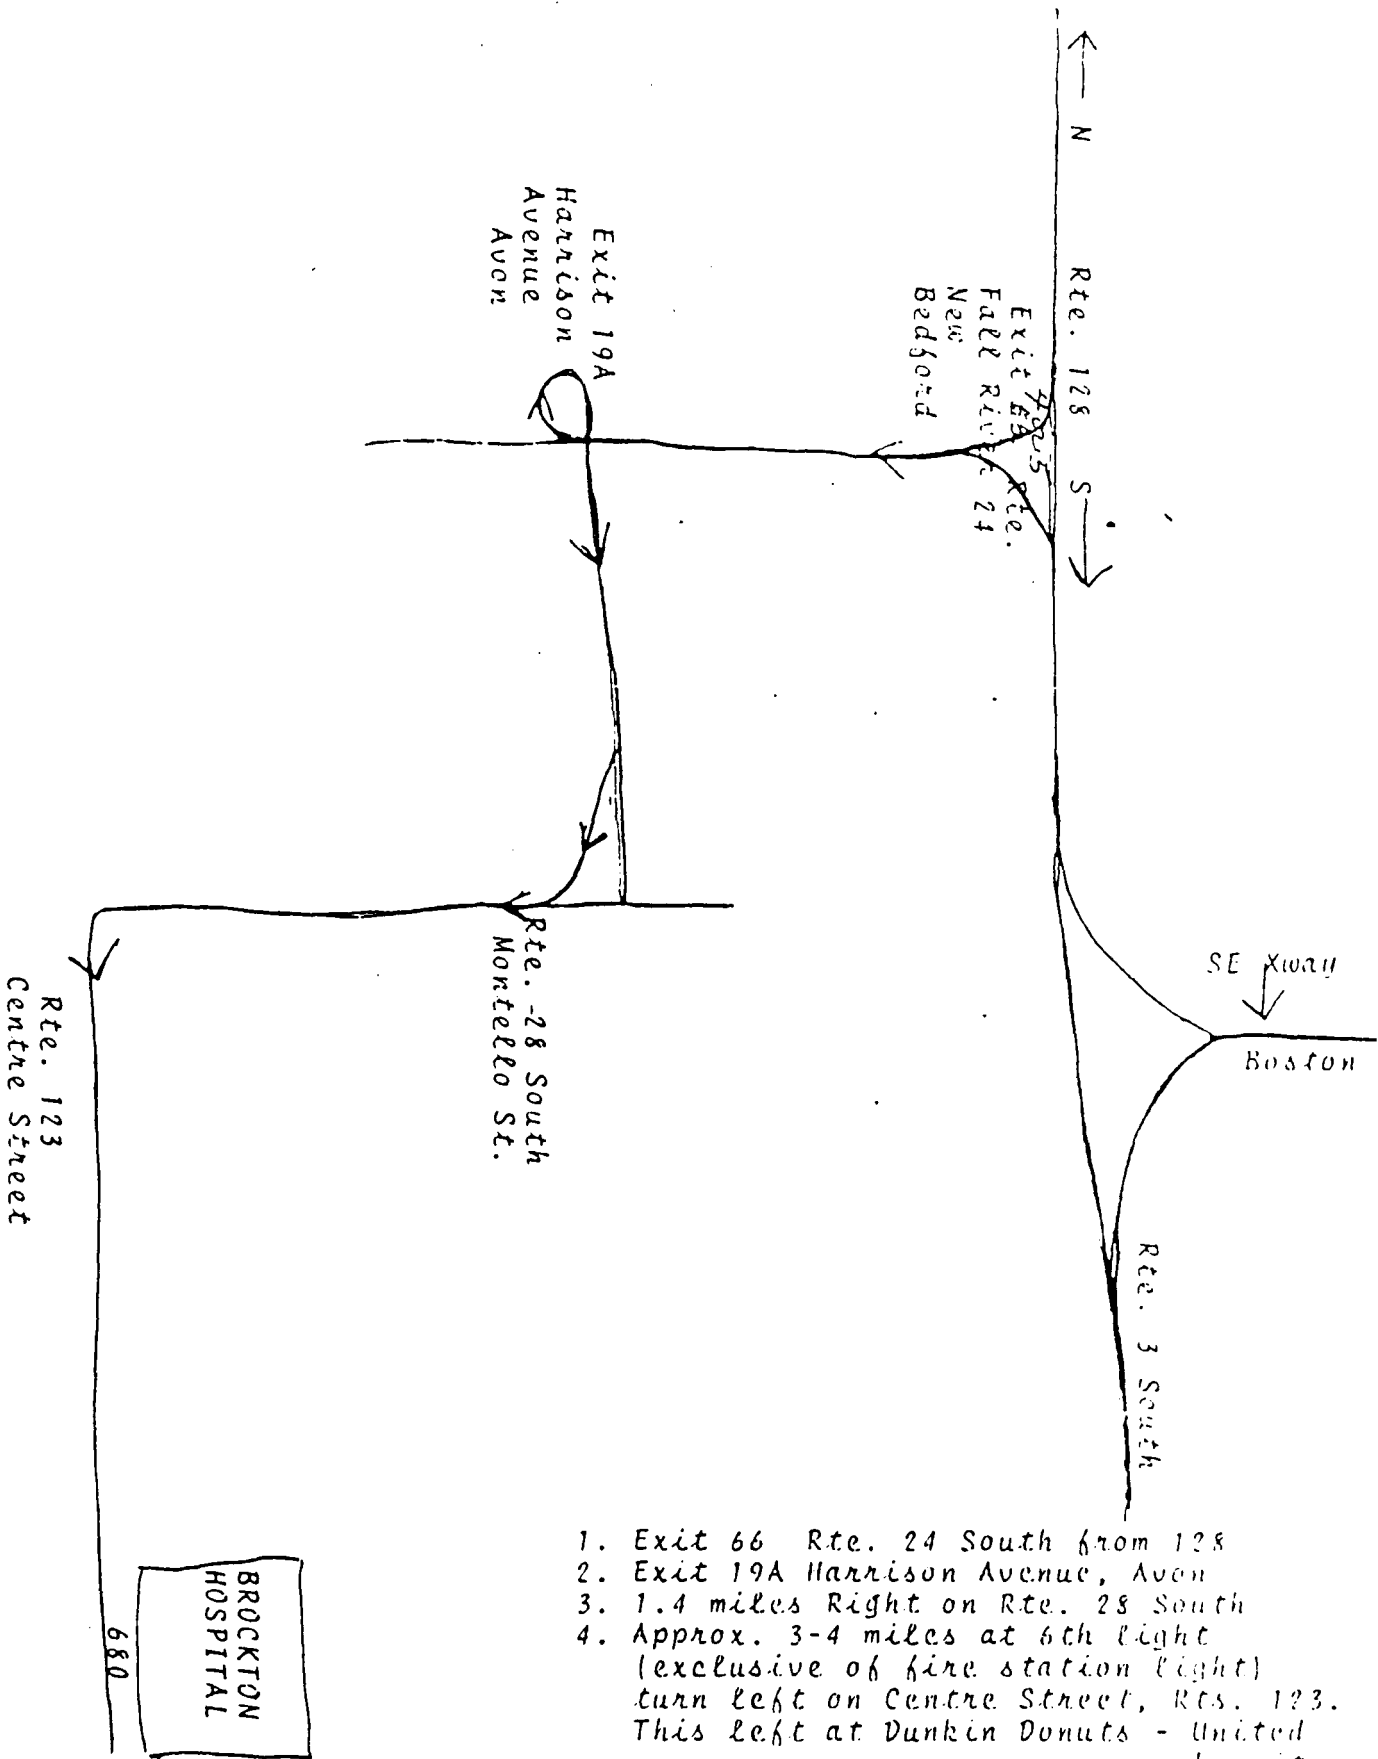 N
Rte. 128
S
Exit 66 Rte.
Fall River 24
New
Bedford
Exit 19A
Harrison
Avenue
Avon
SE Xway
Boston
Rte. 3 South
Rte. 28 South
Montello St.
Rte. 123
Centre Street
BROCKTON
HOSPITAL
680
1. Exit 66 Rte. 24 South from 128
2. Exit 19A Harrison Avenue, Avon
3. 1.4 miles Right on Rte. 28 South
4. Approx. 3-4 miles at 6th light
(exclusive of fire station light)
turn left on Centre Street, Rts. 123.
This left at Dunkin Donuts - United